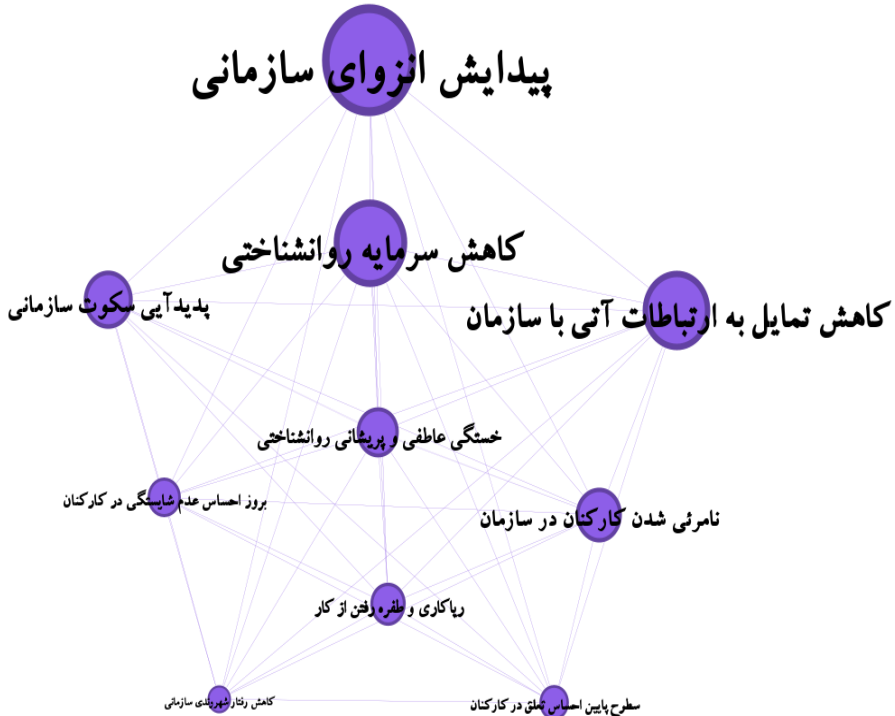 پیدایش انزوای سازمانی
کاهش سرمایه روانشناختی
پدیدآیی سکوت سازمانی
کاهش تمایل به ارتباطات آتی با سازمان
خستگی عاطفی و پریشانی روانشناختی
بروز احساس عدم شایستگی در کارکنان
نامرئی شدن کارکنان در سازمان
ریاکاری و طفره رفتن از کار
کاهش رفتار شهروندی سازمانی
سطرح پایین احساس تعلق در کارکنان